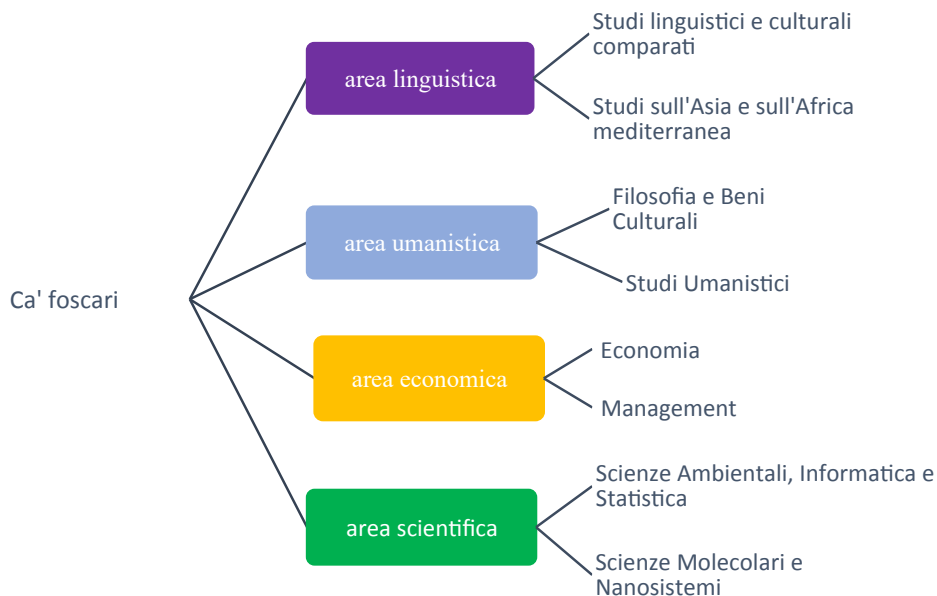 Ca' foscari
area linguistica
Studi linguistici e culturali
comparati
Studi sull'Asia e sull'Africa
mediterranea
area umanistica
Filosofia e Beni
Culturali
Studi Umanistici
area economica
Economia
Management
area scientifica
Scienze Ambientali, Informatica e
Statistica
Scienze Molecolari e
Nanosistemi